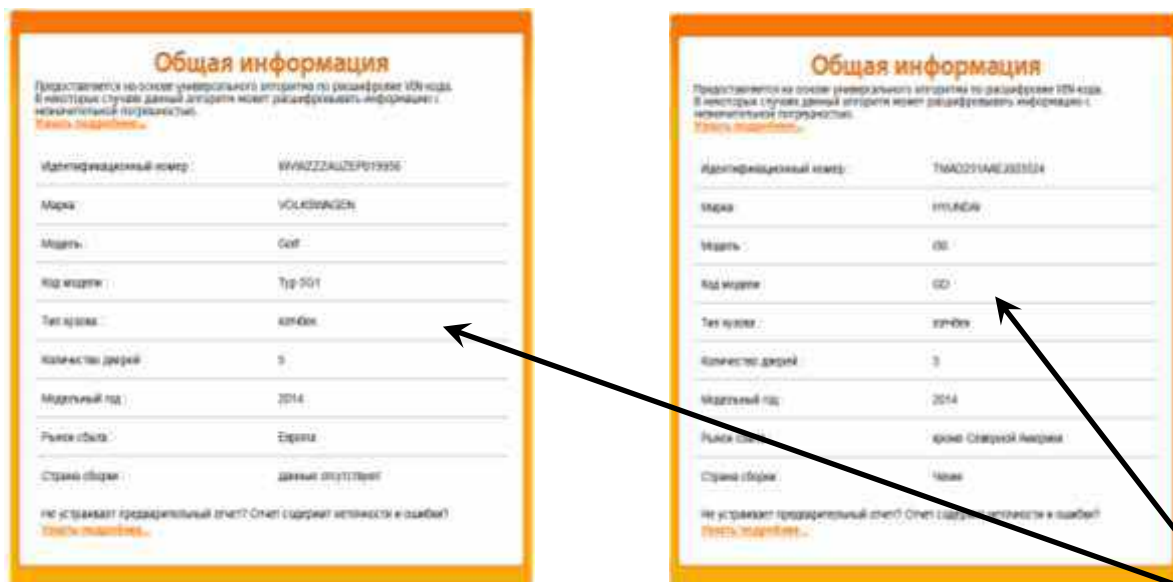 Общая информация
Предоставляется на основе универсального алгоритма по расшифровке VIN-кода.
В некоторых случаях данный алгоритм может расшифровывать информацию с
незначительной погрешностью.
Узнать подробнее...
Идентификационный номер :
Марка : VOLKSWAGEN
Модель : Golf
Код модели : Typ 5G1
Тип кузова : хэтчбек
Количество дверей : 5
Модельный год : 2014
Рынок сбыта : Европа
Страна сборки : данные отсутствуют
Не устраивает предварительный отчет? Отчет содержит неточности и ошибки?
Узнать подробнее...
Общая информация
Предоставляется на основе универсального алгоритма по расшифровке VIN-кода.
В некоторых случаях данный алгоритм может расшифровывать информацию с
незначительной погрешностью.
Узнать подробнее...
Идентификационный номер :
Марка : HYUNDAI
Модель : i30
Код модели : GD
Тип кузова : хэтчбек
Количество дверей :
Модельный год : 2014
Рынок сбыта : кроме Северной Америки
Страна сборки : Чехия
Не устраивает предварительный отчет? Отчет содержит неточности и ошибки?
Узнать подробнее...